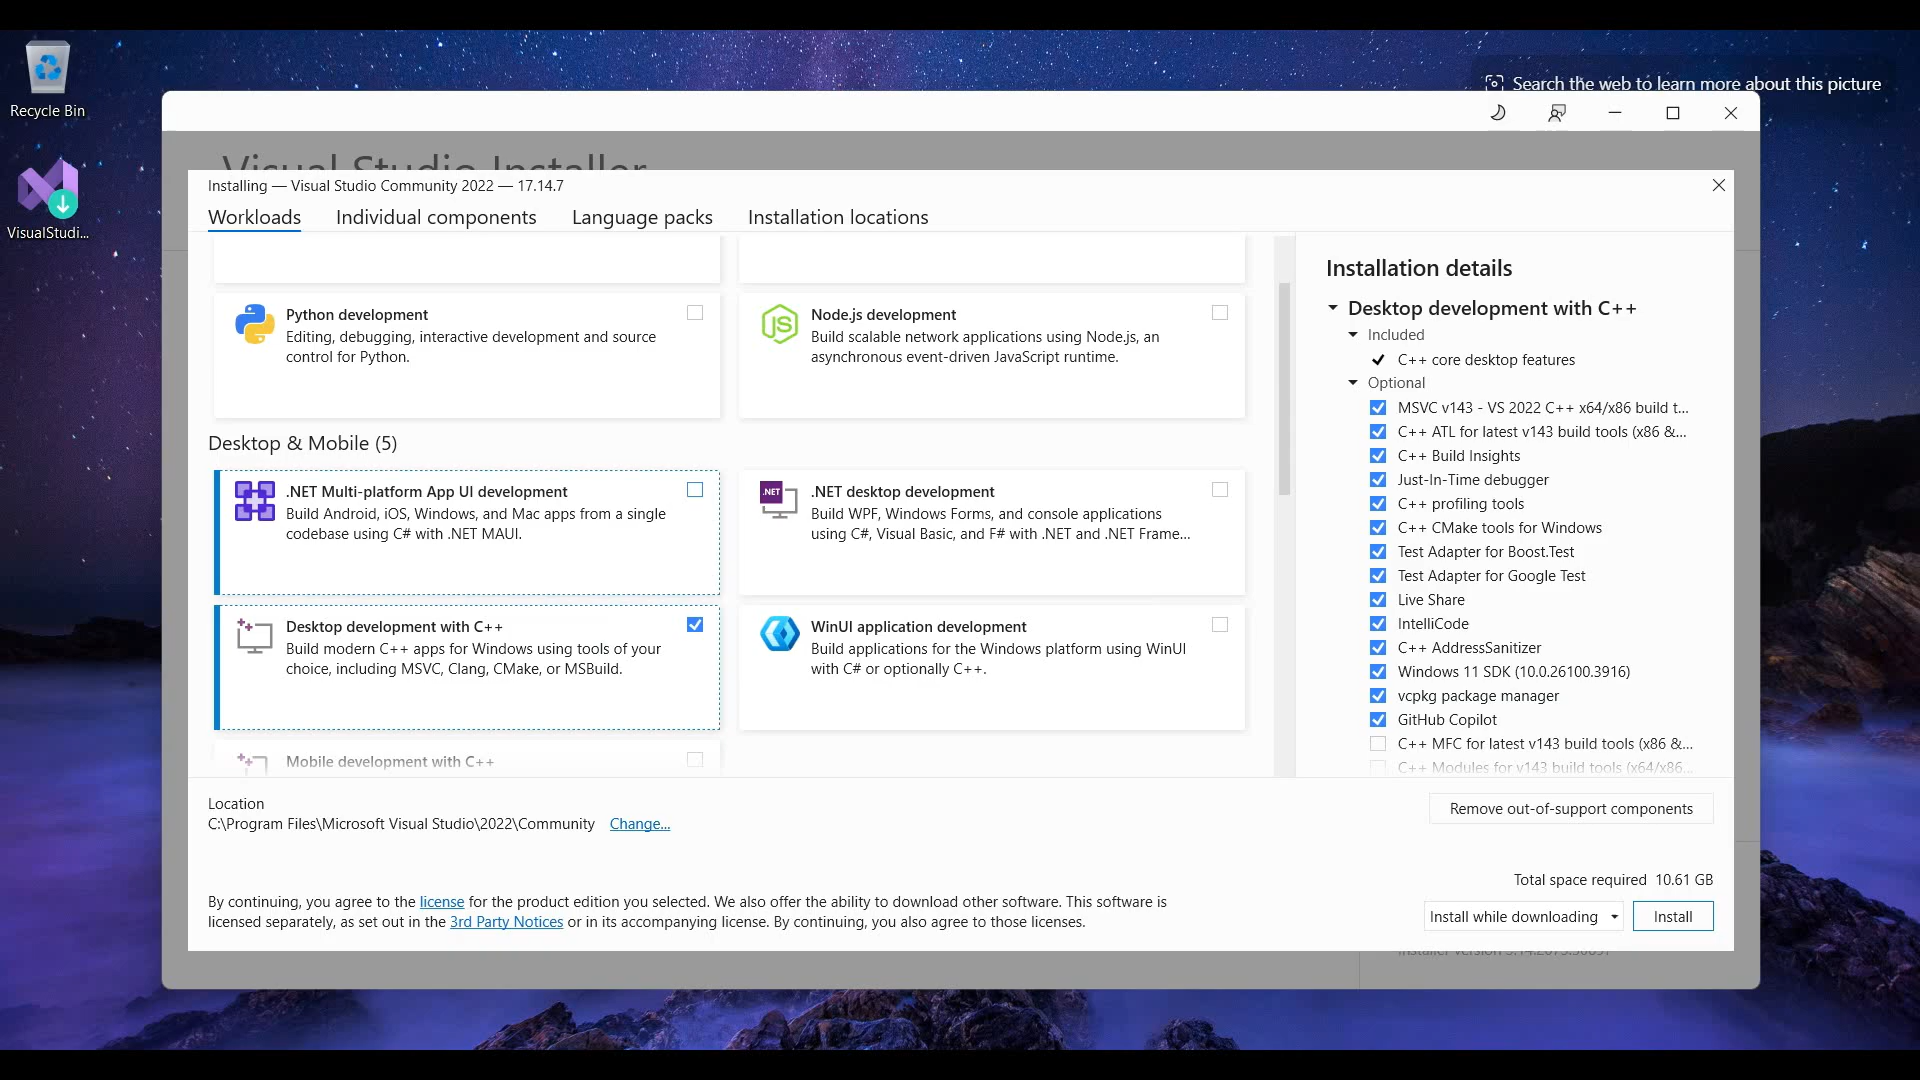 Recycle Bin
VisualStudi...
Search the web to learn more about this picture
Visual Studio Installer
Installing — Visual Studio Community 2022 — 17.14.7
Workloads
Individual components
Language packs
Installation locations
Python development
Editing, debugging, interactive development and source
control for Python.
Node.js development
Build scalable network applications using Node.js, an
asynchronous event-driven JavaScript runtime.
Desktop & Mobile (5)
.NET Multi-platform App UI development
Build Android, iOS, Windows, and Mac apps from a single
codebase using C# with .NET MAUI.
.NET
.NET desktop development
Build WPF, Windows Forms, and console applications
using C#, Visual Basic, and F# with .NET and .NET Frame...
Desktop development with C++
Build modern C++ apps for Windows using tools of your
choice, including MSVC, Clang, CMake, or MSBuild.
WinUI application development
Build applications for the Windows platform using WinUI
with C# or optionally C++.
Mobile development with C++
Installation details
Desktop development with C++
Included
C++ core desktop features
Optional
MSVC v143 - VS 2022 C++ x64/x86 build t...
C++ ATL for latest v143 build tools (x86 &...
C++ Build Insights
Just-In-Time debugger
C++ profiling tools
C++ CMake tools for Windows
Test Adapter for Boost.Test
Test Adapter for Google Test
Live Share
IntelliCode
C++ AddressSanitizer
Windows 11 SDK (10.0.26100.3916)
vcpkg package manager
GitHub Copilot
C++ MFC for latest v143 build tools (x86 &...
C++ Modules for v143 build tools (x64/x86...
Location
C:\Program Files\Microsoft Visual Studio\2022\Community Change...
Remove out-of-support components
Total space required 10.61 GB
By continuing, you agree to the license for the product edition you selected. We also offer the ability to download other software. This software is
licensed separately, as set out in the 3rd Party Notices or in its accompanying license. By continuing, you also agree to those licenses.
Install while downloading
Install